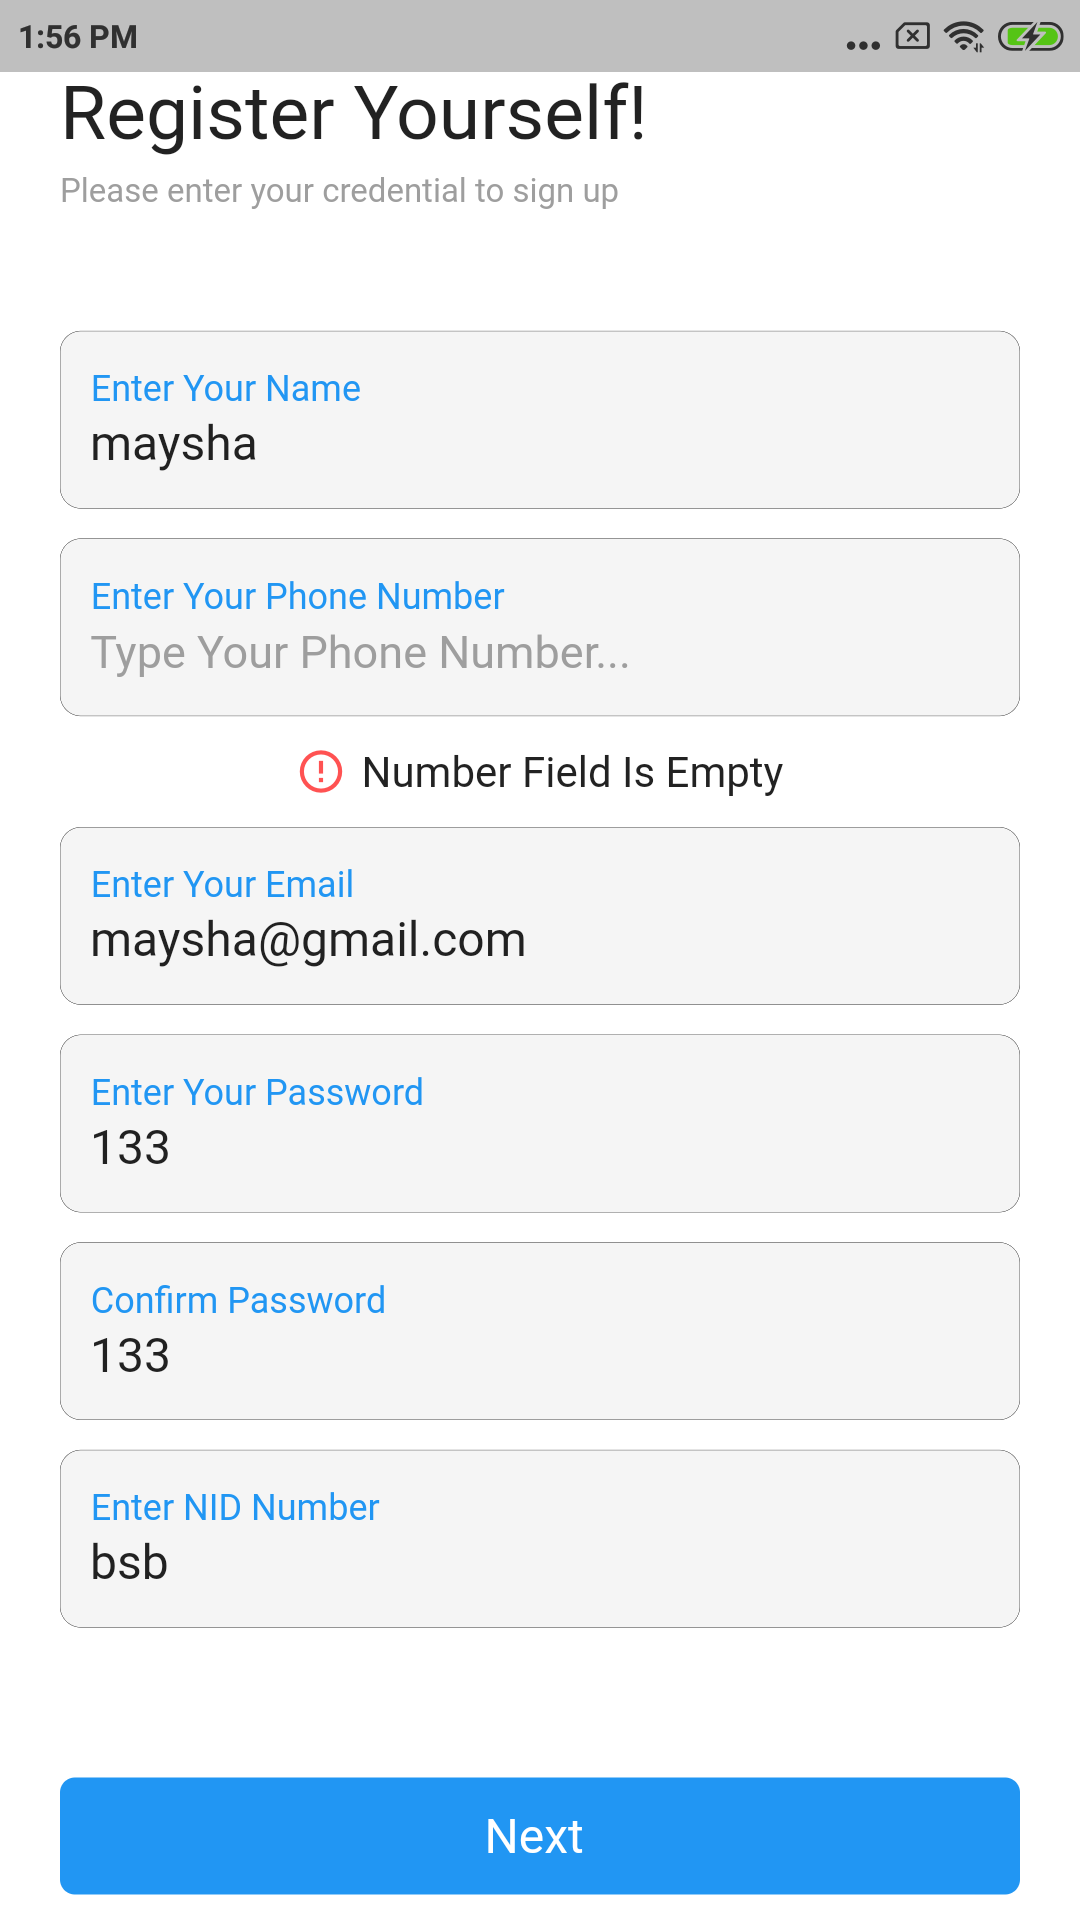 1:56 PM
Register Yourself!
Please enter your credential to sign up
Enter Your Name
maysha
Enter Your Phone Number
Type Your Phone Number...
Number Field Is Empty
Enter Your Email
maysha@gmail.com
Enter Your Password
133
Confirm Password
133
Enter NID Number
bsb
Next